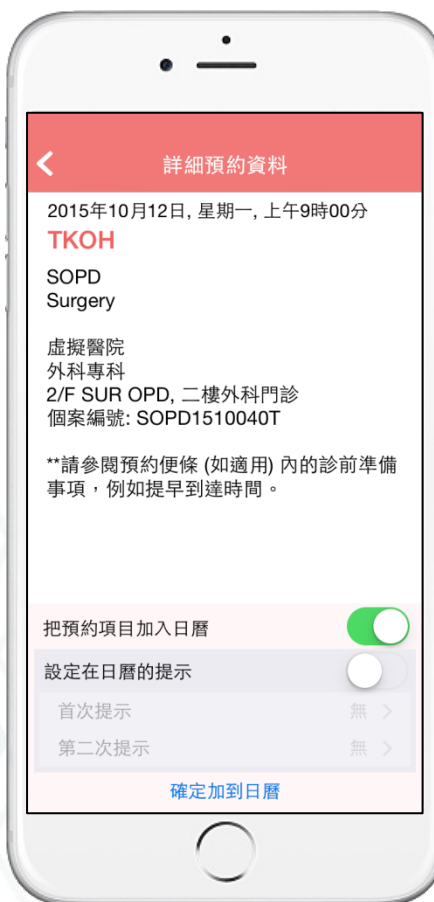 詳細預約資料
2015年10月12日, 星期一, 上午9時00分
TKOH
SOPD
Surgery
虛擬醫院
外科專科
2/F SUR OPD, 二樓外科門診
個案編號: SOPD1510040T
**請參閱預約便條 (如適用) 內的診前準備
事項，例如提早到達時間。
把預約項目加入日曆
設定在日曆的提示
首次提示 無 >
第二次提示 無 >
確定加到日曆